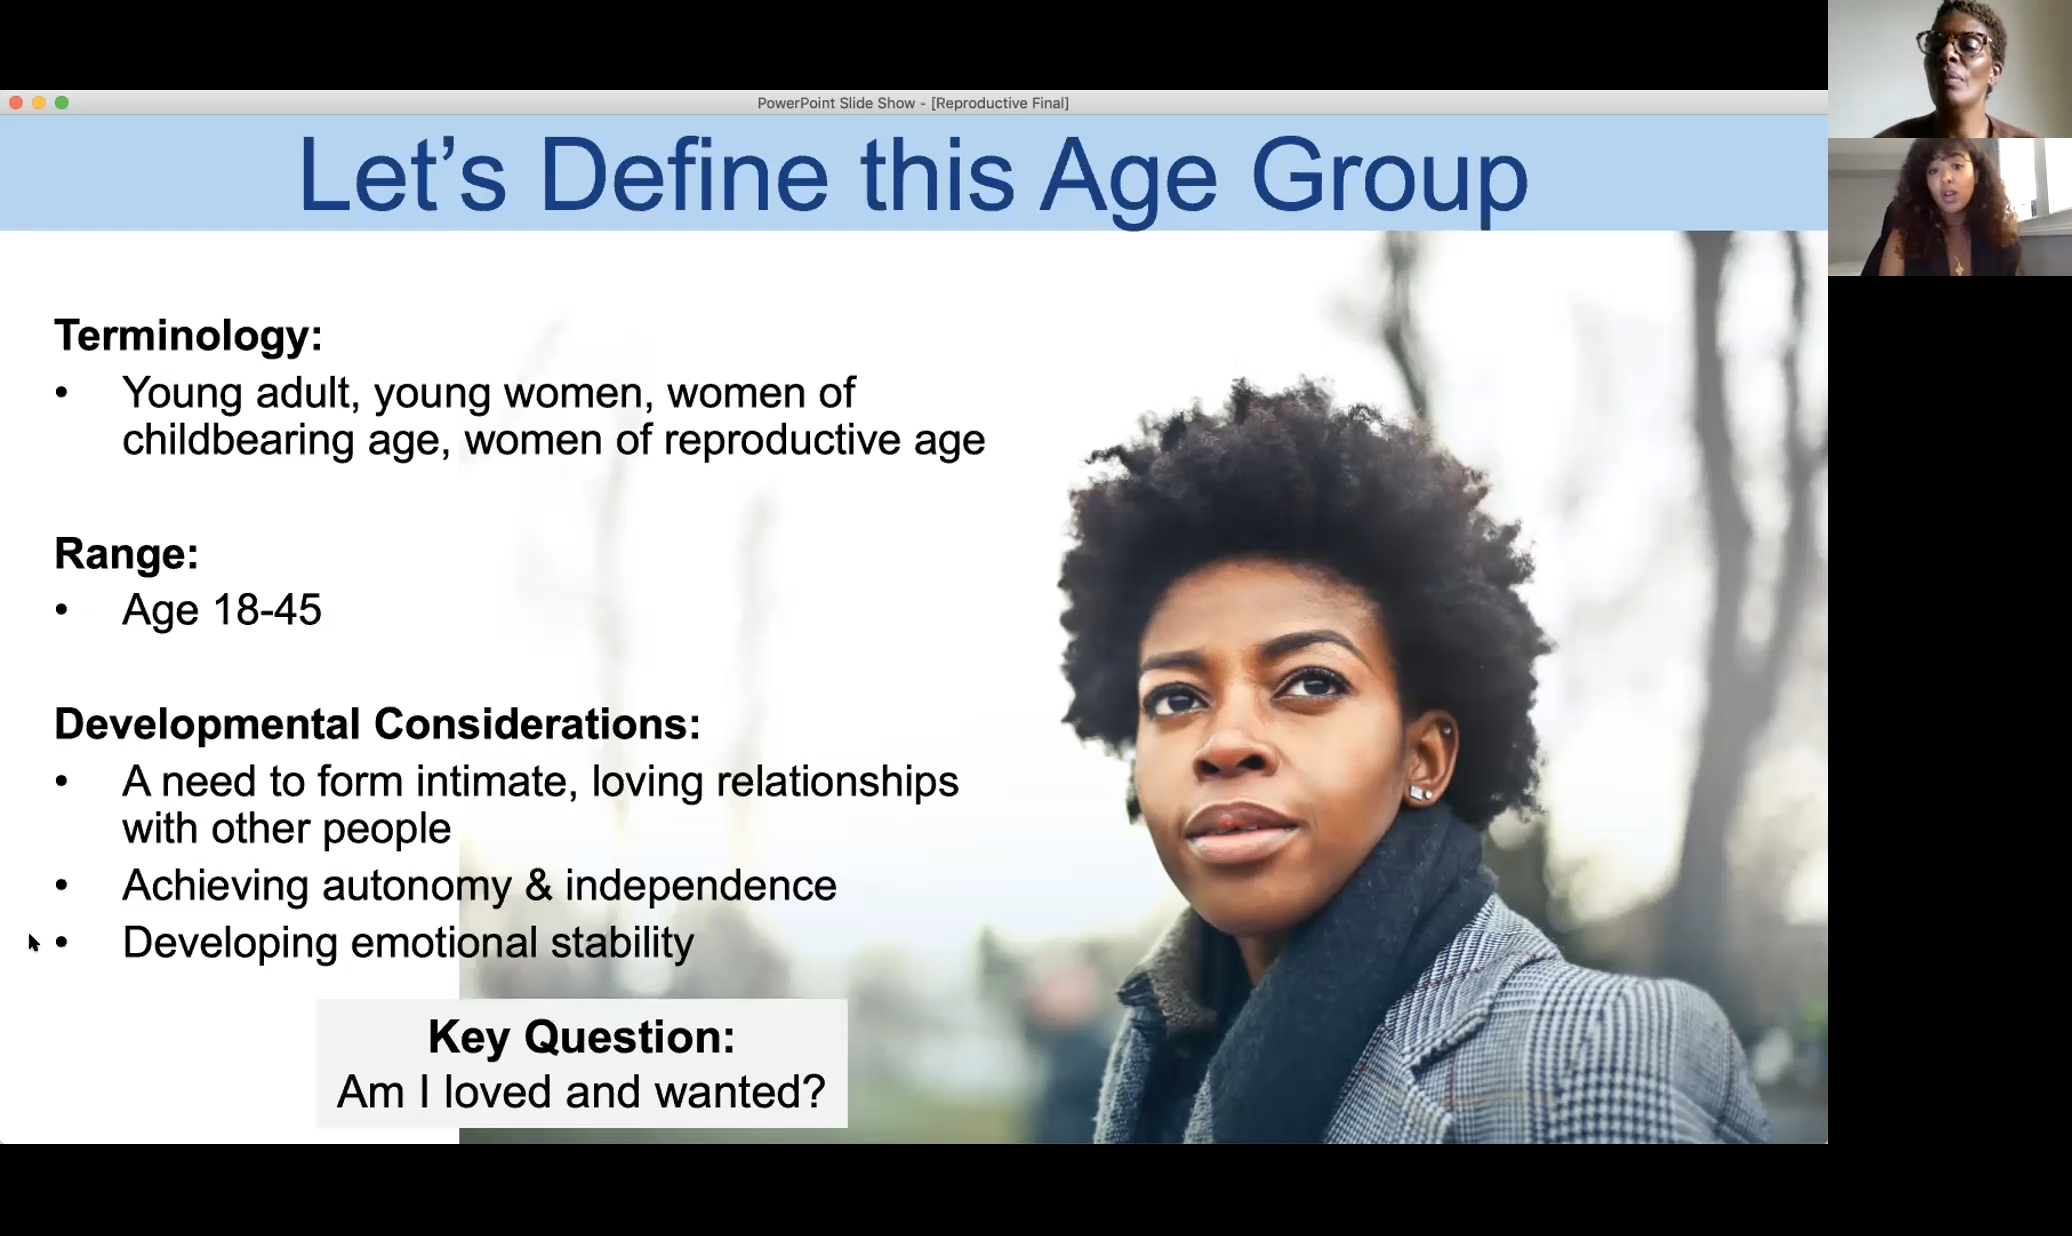 PowerPoint Slide Show - [Reproductive Final]
Let’s Define this Age Group
Terminology:
• Young adult, young women, women of
childbearing age, women of reproductive age
Range:
• Age 18-45
Developmental Considerations:
• A need to form intimate, loving relationships
with other people
• Achieving autonomy & independence
• Developing emotional stability
Key Question:
Am I loved and wanted?